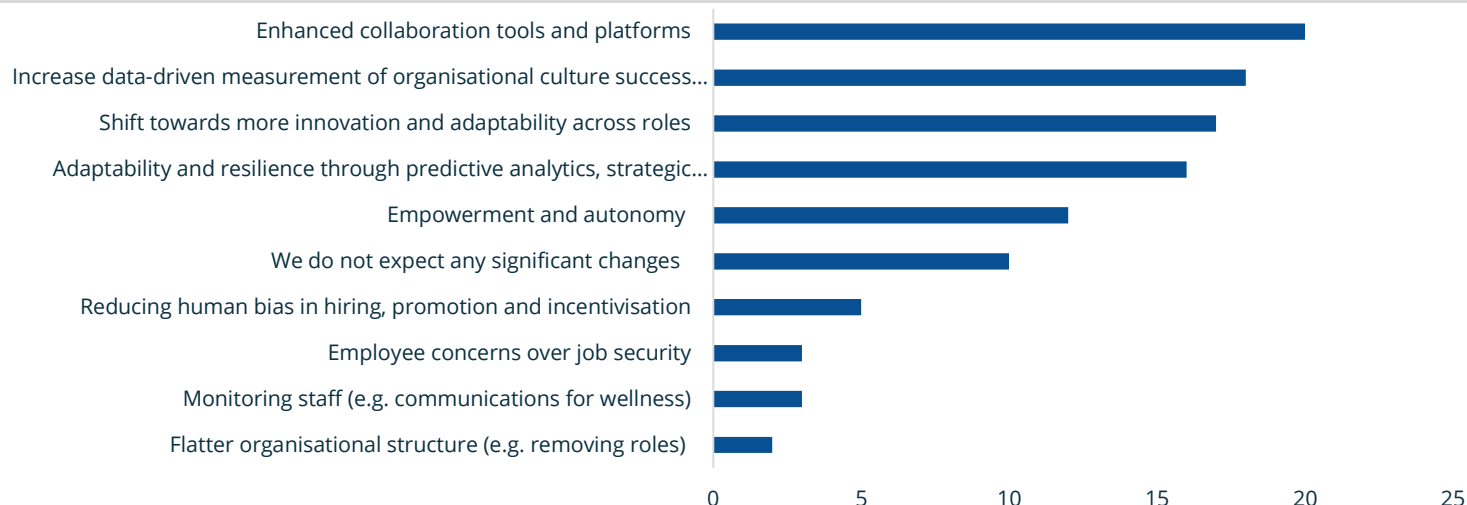 Enhanced collaboration tools and platforms
Increase data-driven measurement of organisational culture success...
Shift towards more innovation and adaptability across roles
Adaptability and resilience through predictive analytics, strategic...
Empowerment and autonomy
We do not expect any significant changes
Reducing human bias in hiring, promotion and incentivisation
Employee concerns over job security
Monitoring staff (e.g. communications for wellness)
Flatter organisational structure (e.g. removing roles)
0 5 10 15 20 25